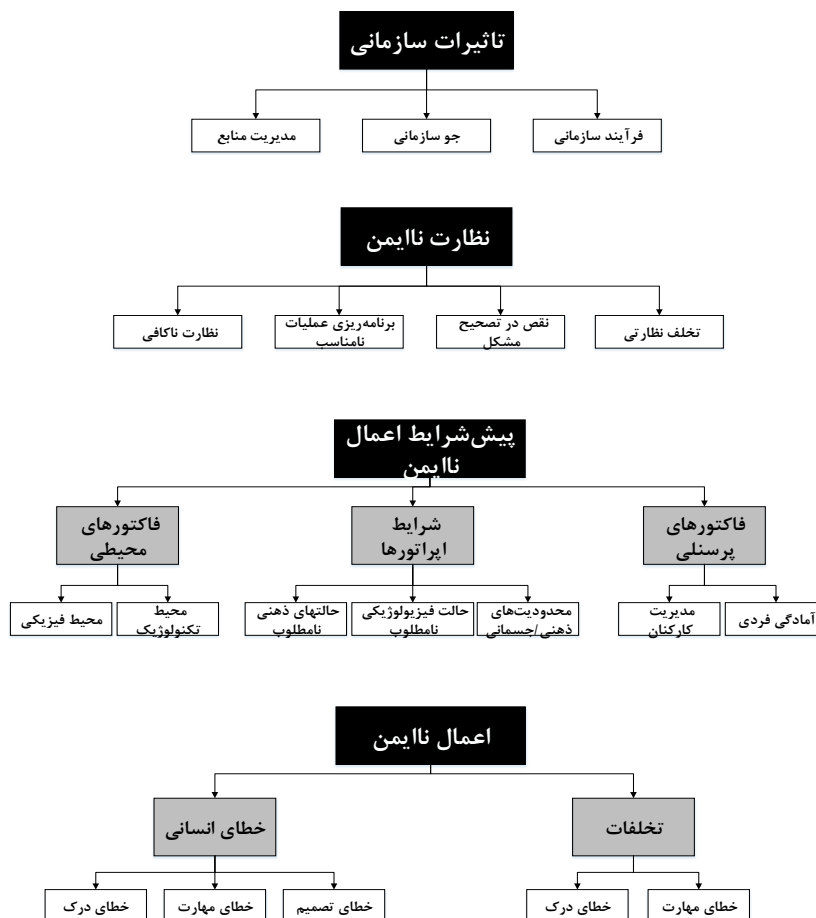 تاثیرات سازمانی
فرآیند سازمانی
جو سازمانی
مدیریت منابع
نظارت ناایمن
تخلف نظارتی
نقص در تصحیح
مشکل
برنامه‌ریزی عملیات
نامناسب
نظارت ناکافی
پیش‌شرایط اعمال
ناایمن
فاکتورهای
پرسنلی
شرایط
اپراتورها
فاکتورهای
محیطی
آمادگی فردی
مدیریت
کارکنان
محدودیت‌های
ذهنی/جسمانی
حالت فیزیولوژیکی
نامطلوب
حالتهای ذهنی
نامطلوب
محیط
تکنولوژیک
محیط فیزیکی
اعمال ناایمن
تخلفات
خطای انسانی
خطای مهارت
خطای درک
خطای تصمیم
خطای مهارت
خطای درک